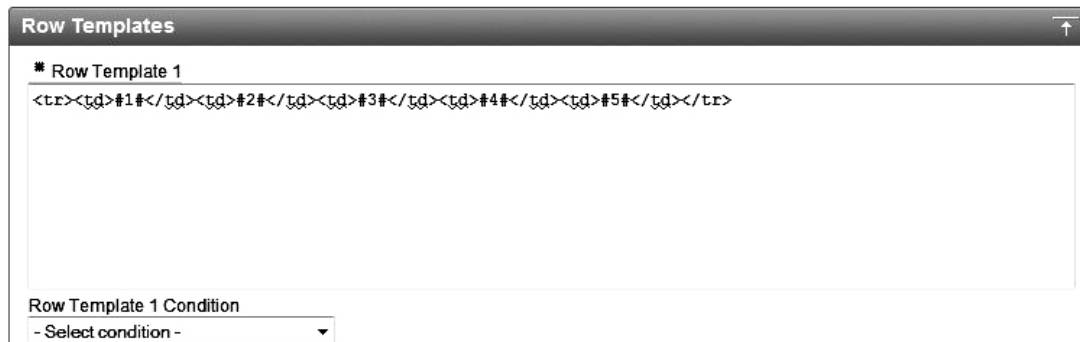 Row Templates
* Row Template 1
<tr><td>#1#</td><td>#2#</td><td>#3#</td><td>#4#</td><td>#5#</td></tr>
Row Template 1 Condition
- Select condition -